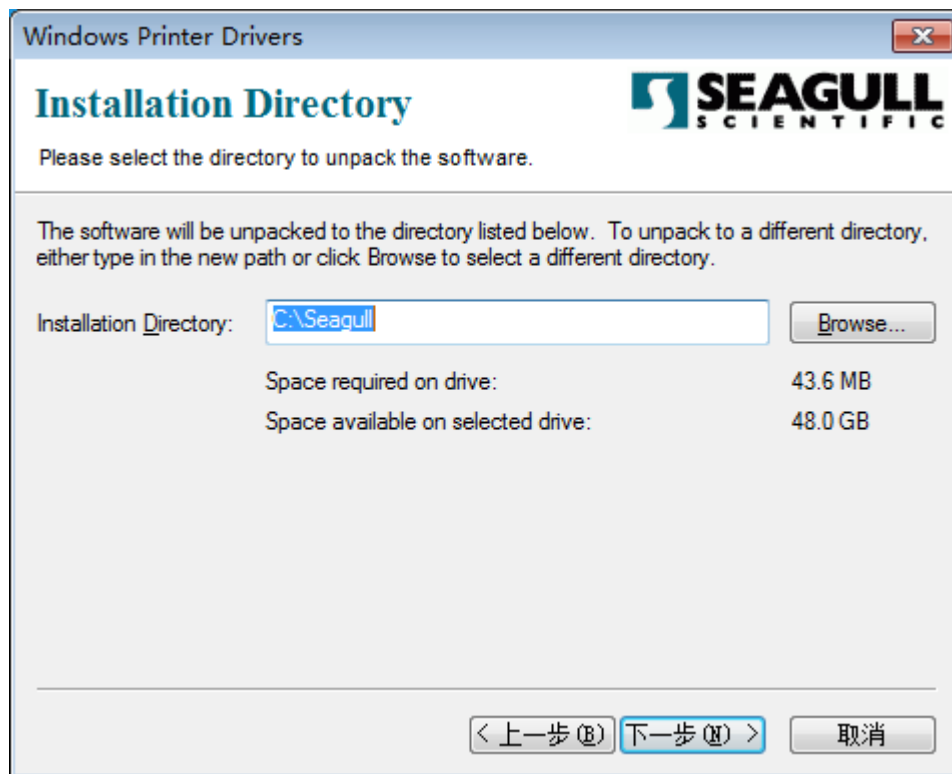 Windows Printer Drivers
Installation Directory
SEAGULL
SCIENTIFIC
Please select the directory to unpack the software.
The software will be unpacked to the directory listed below.  To unpack to a different directory,
either type in the new path or click Browse to select a different directory.
Installation Directory: C:\Seagull Browse...
Space required on drive: 43.6 MB
Space available on selected drive: 48.0 GB
< 上一步(B) 下一步(N) > 取消